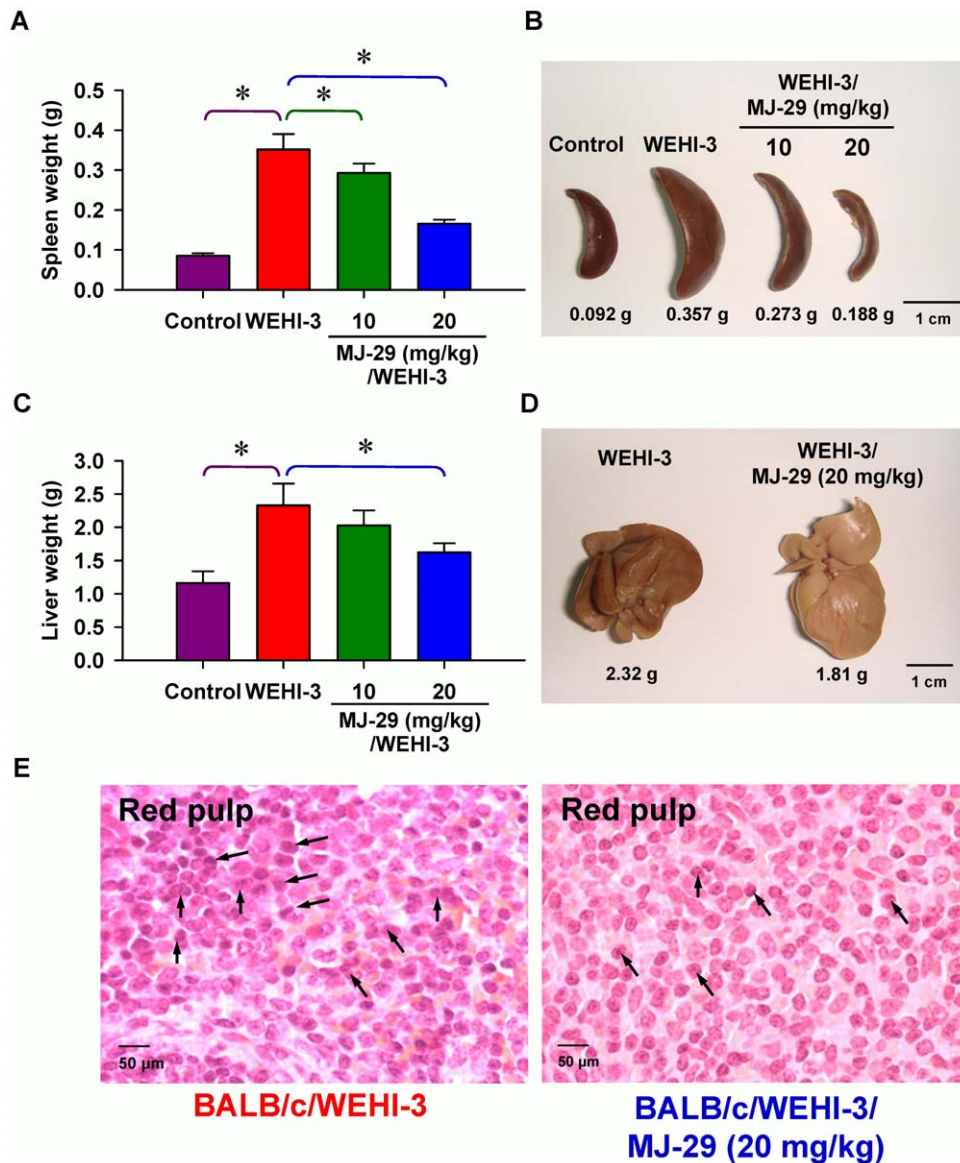 A
* * *
Spleen weight (g)
0.5
0.4
0.3
0.2
0.1
0.0
Control WEHI-3 10 20
MJ-29 (mg/kg)
/WEHI-3
B
WEHI-3/
MJ-29 (mg/kg)
Control WEHI-3 10 20
0.092 g 0.357 g 0.273 g 0.188 g
1 cm
C
* *
Liver weight (g)
3.0
2.5
2.0
1.5
1.0
0.5
0.0
Control WEHI-3 10 20
MJ-29 (mg/kg)
/WEHI-3
D
WEHI-3
WEHI-3/
MJ-29 (20 mg/kg)
2.32 g 1.81 g
1 cm
E
Red pulp
50 µm
BALB/c/WEHI-3
Red pulp
50 µm
BALB/c/WEHI-3/
MJ-29 (20 mg/kg)